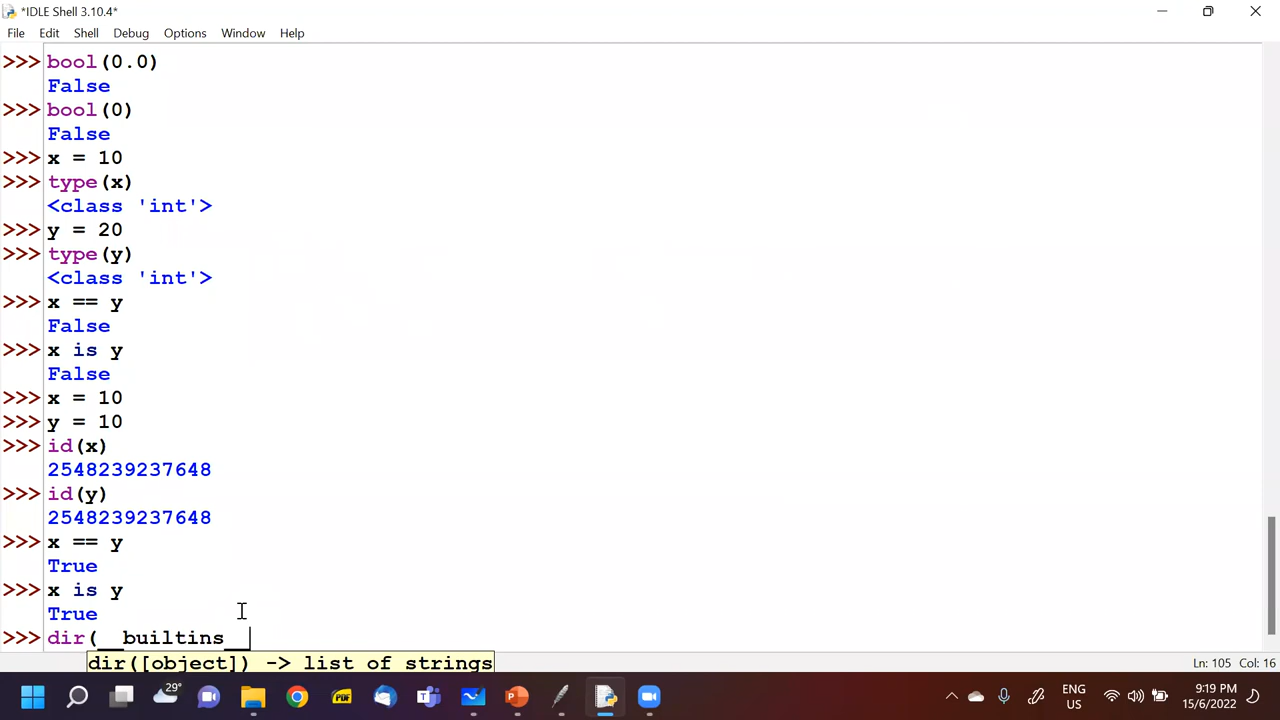 *IDLE Shell 3.10.4*
File Edit Shell Debug Options Window Help
>>> bool(0.0)
False
>>> bool(0)
False
>>> x = 10
>>> type(x)
<class 'int'>
>>> y = 20
>>> type(y)
<class 'int'>
>>> x == y
False
>>> x is y
False
>>> x = 10
>>> y = 10
>>> id(x)
2548239237648
>>> id(y)
2548239237648
>>> x == y
True
>>> x is y
True
>>> dir(__builtins__
dir([object]) -> list of strings
Ln: 105 Col: 16
29°
PDF
ENG
US
9:19 PM
15/6/2022